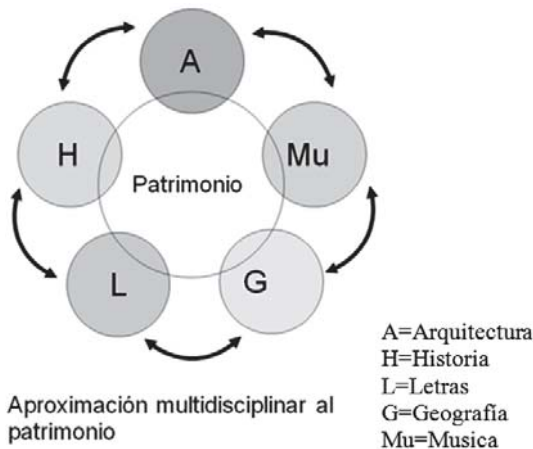 A
H
Mu
Patrimonio
L
G
A=Arquitectura
H=Historia
L=Letras
G=Geografía
Mu=Musica
Aproximación multidisciplinar al
patrimonio